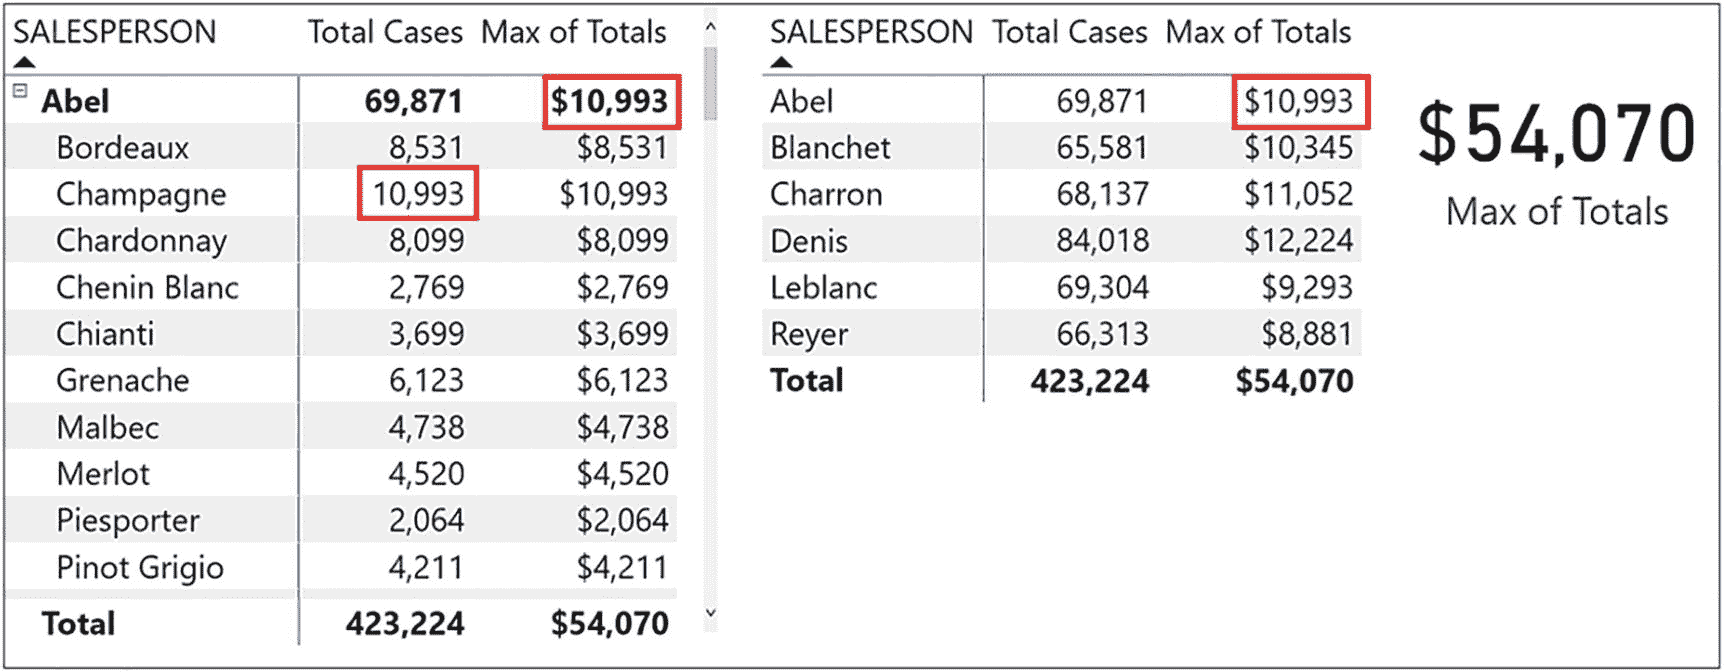 SALESPERSON Total Cases Max of Totals
Abel 69,871 $10,993
Bordeaux 8,531 $8,531
Champagne 10,993 $10,993
Chardonnay 8,099 $8,099
Chenin Blanc 2,769 $2,769
Chianti 3,699 $3,699
Grenache 6,123 $6,123
Malbec 4,738 $4,738
Merlot 4,520 $4,520
Piesporter 2,064 $2,064
Pinot Grigio 4,211 $4,211
Total 423,224 $54,070
SALESPERSON Total Cases Max of Totals
Abel 69,871 $10,993
Blanchet 65,581 $10,345
Charron 68,137 $11,052
Denis 84,018 $12,224
Leblanc 69,304 $9,293
Reyer 66,313 $8,881
Total 423,224 $54,070
$54,070
Max of Totals